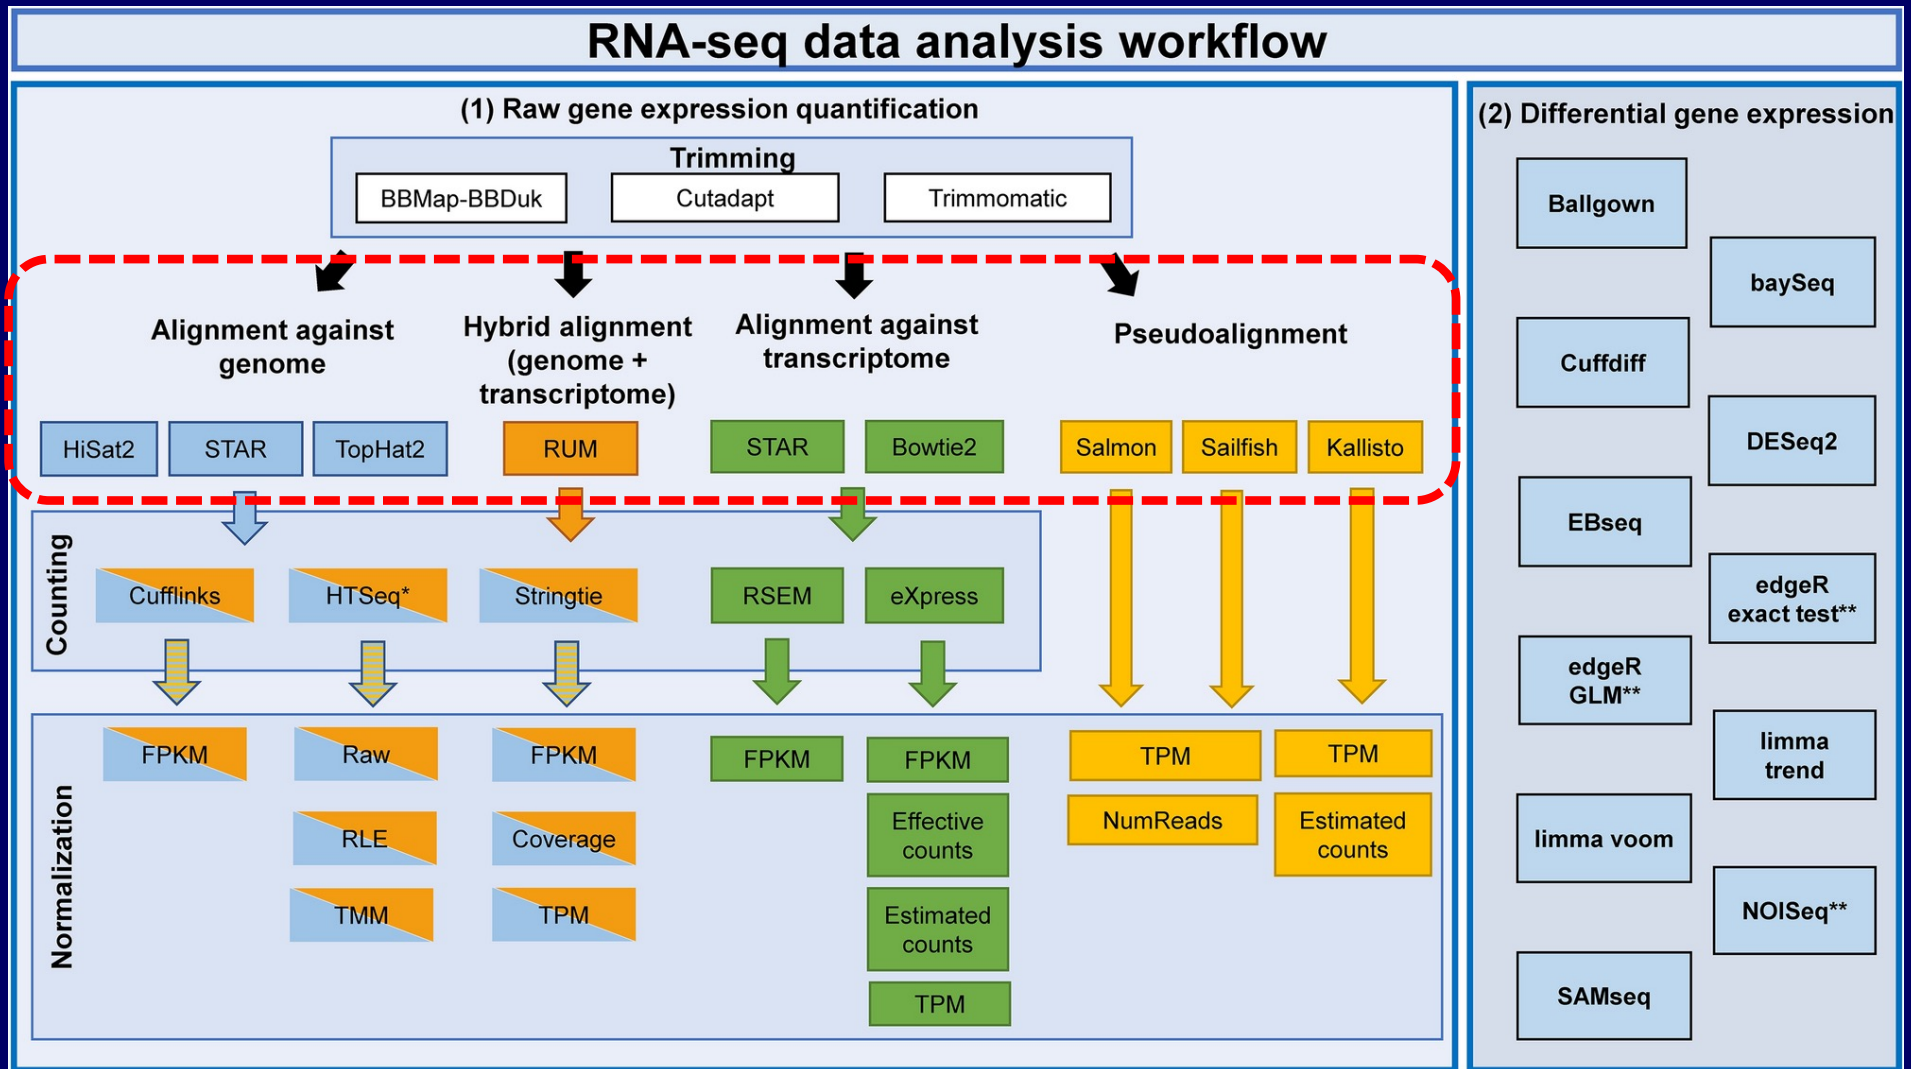 RNA-seq data analysis workflow
(1) Raw gene expression quantification
Trimming
BBMap-BBDuk
Cutadapt
Trimmomatic
Alignment against
genome
Hybrid alignment
(genome +
transcriptome)
Alignment against
transcriptome
Pseudoalignment
HiSat2
STAR
TopHat2
RUM
STAR
Bowtie2
Salmon
Sailfish
Kallisto
Counting
Cufflinks
HTSeq*
Stringtie
RSEM
eXpress
Normalization
FPKM
Raw
RLE
TMM
FPKM
Coverage
TPM
FPKM
FPKM
Effective
counts
Estimated
counts
TPM
TPM
NumReads
TPM
Estimated
counts
(2) Differential gene expression
Ballgown
baySeq
Cuffdiff
DESeq2
EBseq
edgeR
exact test**
edgeR
GLM**
limma
trend
limma voom
NOISeq**
SAMseq